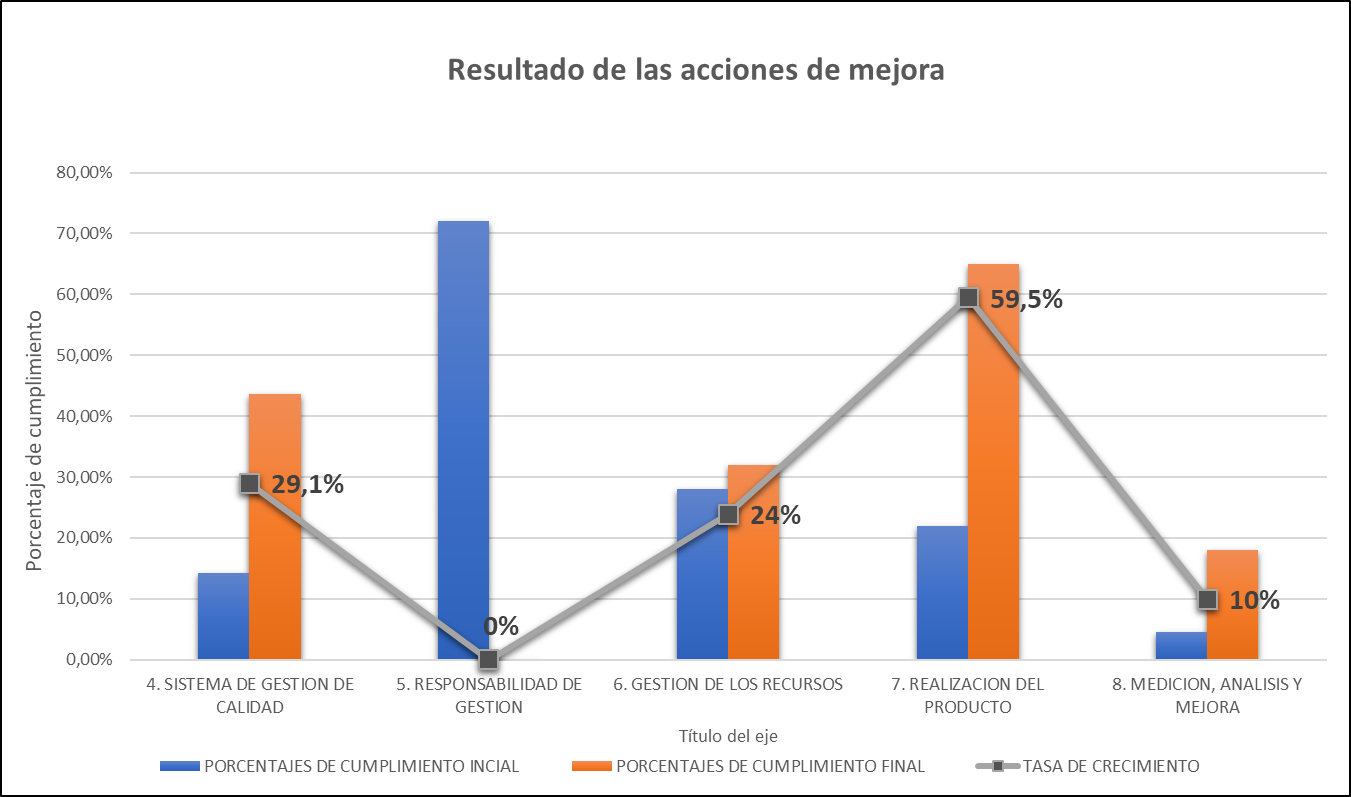 Resultado de las acciones de mejora
Porcentaje de cumplimiento
80,00%
70,00%
60,00%
50,00%
40,00%
30,00%
20,00%
10,00%
0,00%
29,1%
0%
24%
59,5%
10%
4. SISTEMA DE GESTION DE
CALIDAD
5. RESPONSABILIDAD DE
GESTION
6. GESTION DE LOS RECURSOS
7. REALIZACION DEL
PRODUCTO
8. MEDICION, ANALISIS Y
MEJORA
Título del eje
PORCENTAJES DE CUMPLIMIENTO INCIAL
PORCENTAJES DE CUMPLIMIENTO FINAL
TASA DE CRECIMIENTO